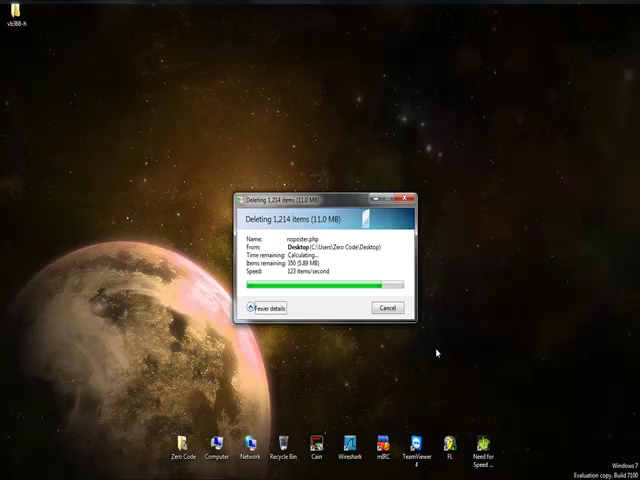 vb368-h
Deleting 1,214 items (11.0 MB)
Deleting 1,214 items (11.0 MB)
Name: rssposter.php
From: Desktop (C:\Users\Zero Code\Desktop)
Time remaining: Calculating...
Items remaining: 350 (5.89 MB)
Speed: 123 items/second
Fewer details
Cancel
Zero Code
Computer
Network
Recycle Bin
Cain
Wireshark
mIRC
TeamViewer
4
FL
Need for
Speed ...
Windows 7
Evaluation copy. Build 7100